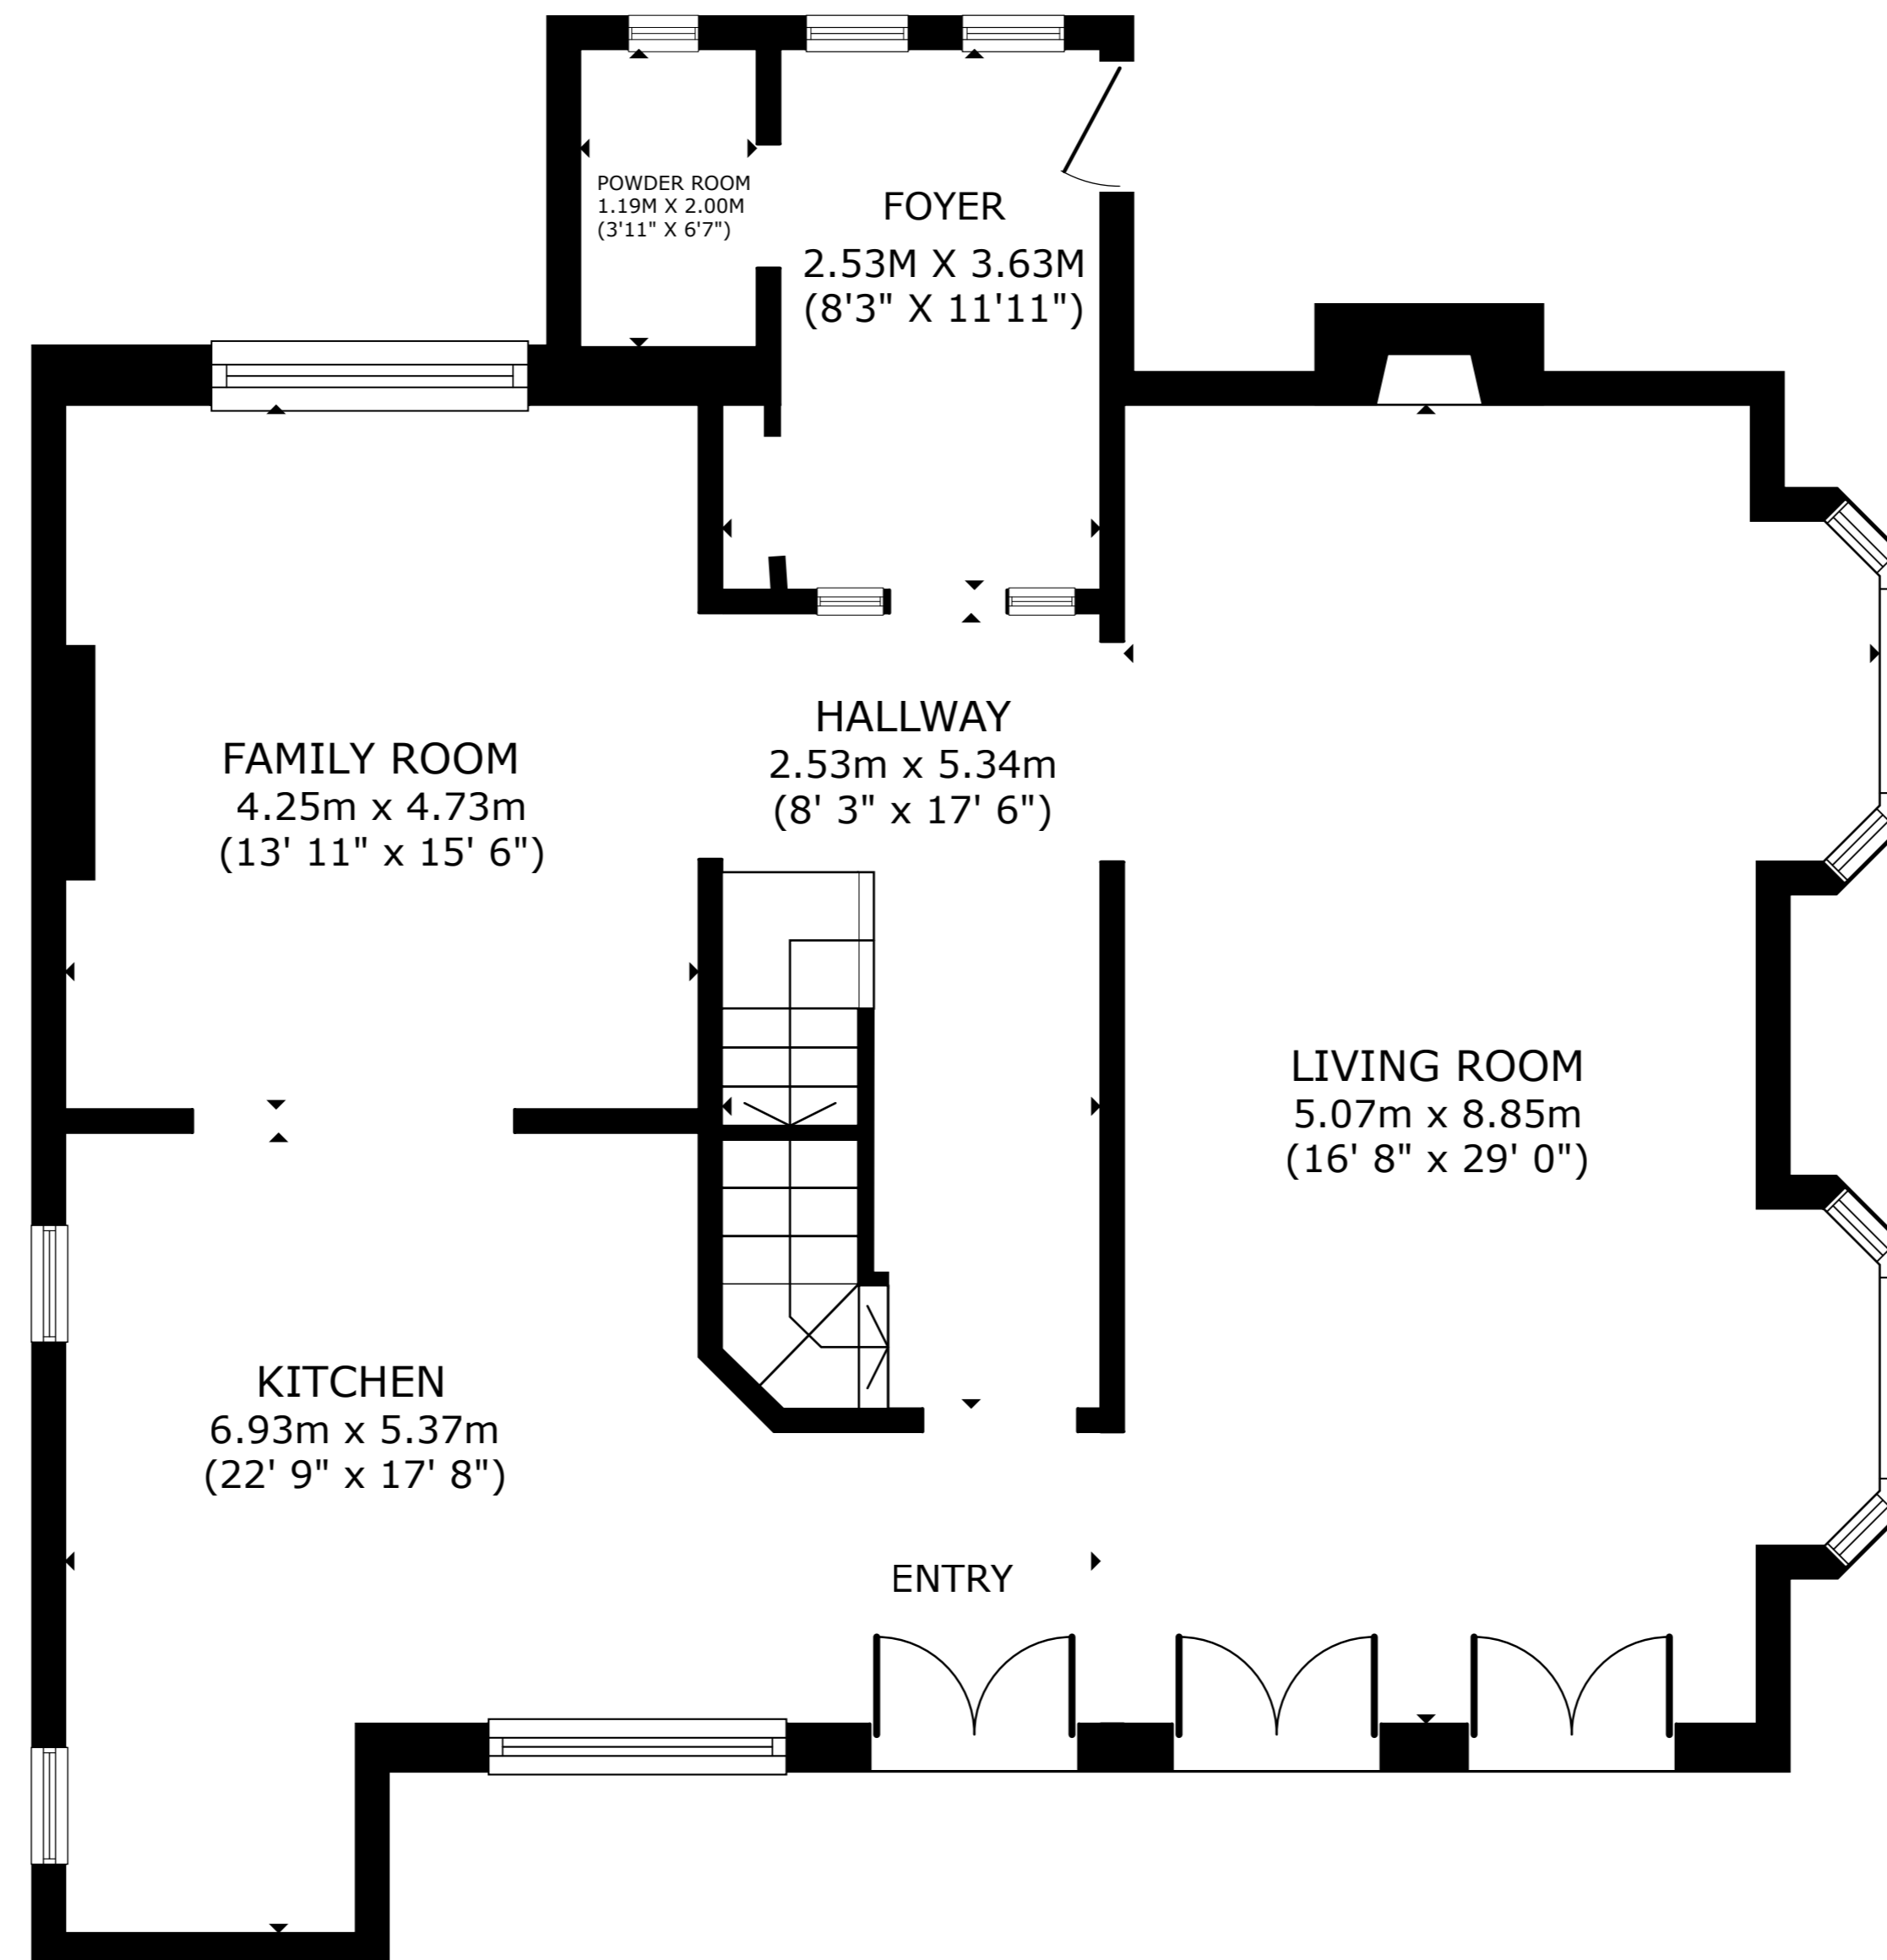 POWDER ROOM
1.19M X 2.00M
(3'11" X 6'7")
FOYER
2.53M X 3.63M
(8'3" X 11'11")
HALLWAY
2.53m x 5.34m
(8' 3" x 17' 6")
FAMILY ROOM
4.25m x 4.73m
(13' 11" x 15' 6")
LIVING ROOM
5.07m x 8.85m
(16' 8" x 29' 0")
KITCHEN
6.93m x 5.37m
(22' 9" x 17' 8")
ENTRY